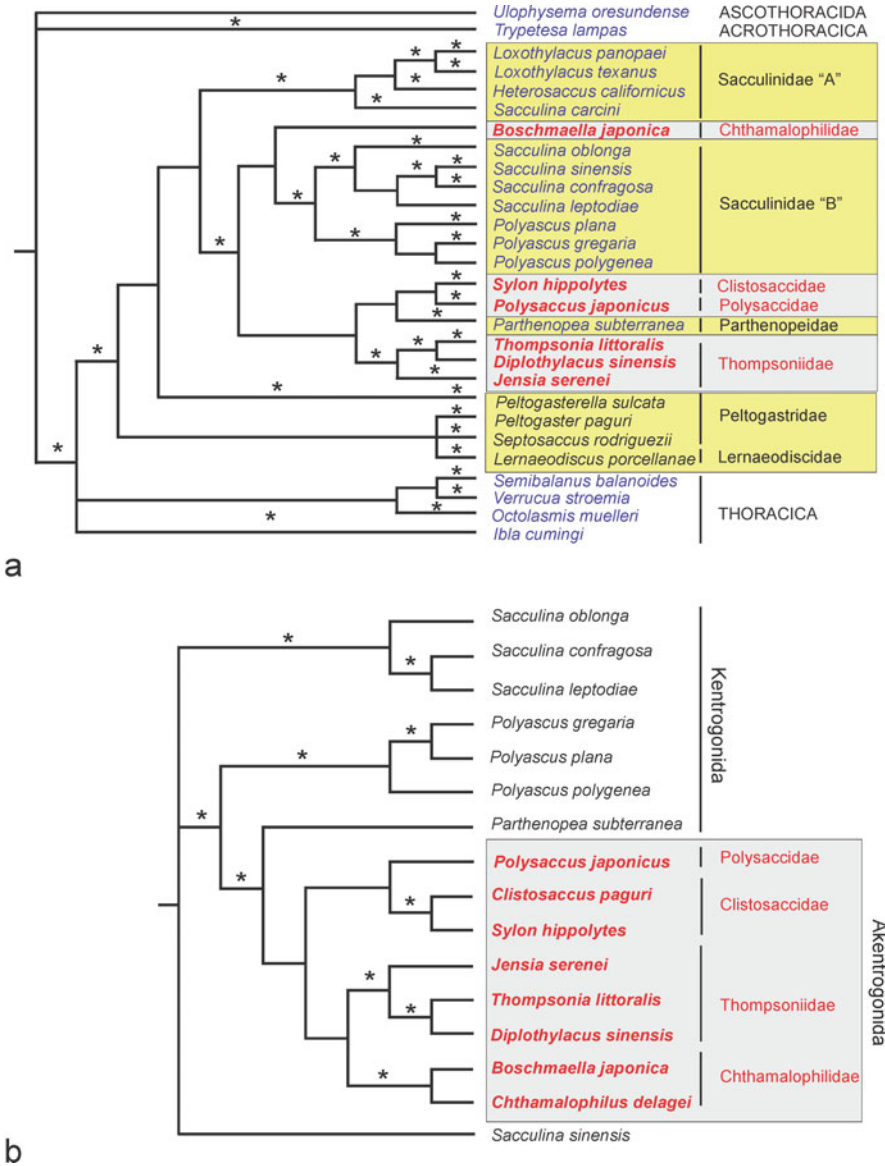 Ulophysema oresundense ASCOTHORACIDA
* Trypetesa lampas ACROTHORACICA
* * Loxothylacus panopaei
* Loxothylacus texanus
* * Heterosaccus californicus Sacculinidae "A"
* Sacculina carcini
Boschmaella japonica Chthamalophilidae
* * Sacculina oblonga
* * Sacculina sinensis
* * Sacculina confragosa
* Sacculina leptodiae Sacculinidae "B"
* * Polyascus plana
* * Polyascus gregaria
Polyascus polygenea
* Sylon hippolytes Clistosaccidae
* Polysaccus japonicus Polysaccidae
* Parthenopea subterranea Parthenopeidae
* * Thompsonia littoralis
* * Diplothylacus sinensis Thompsoniidae
* Jensia serenei
* * Peltogasterella sulcata
* Peltogaster paguri Peltogastridae
* Septosaccus rodriguezii
* Lernaeodiscus porcellanae Lernaeodiscidae
* Semibalanus balanoides
* Verrucua stroemia
* * Octolasmis muelleri THORACICA
Ibla cumingi
a
Sacculina oblonga
* Sacculina confragosa
* Sacculina leptodiae
* Polyascus gregaria
* Polyascus plana
Polyascus polygenea
* Parthenopea subterranea
Kentrogonida
* Polysaccus japonicus Polysaccidae
Clistosaccus paguri
* Sylon hippolytes Clistosaccidae
* Jensia serenei
* Thompsonia littoralis Thompsoniidae
Diplothylacus sinensis
* Boschmaella japonica
Chthamalophilus delagei Chthamalophilidae
Akentrogonida
Sacculina sinensis
b